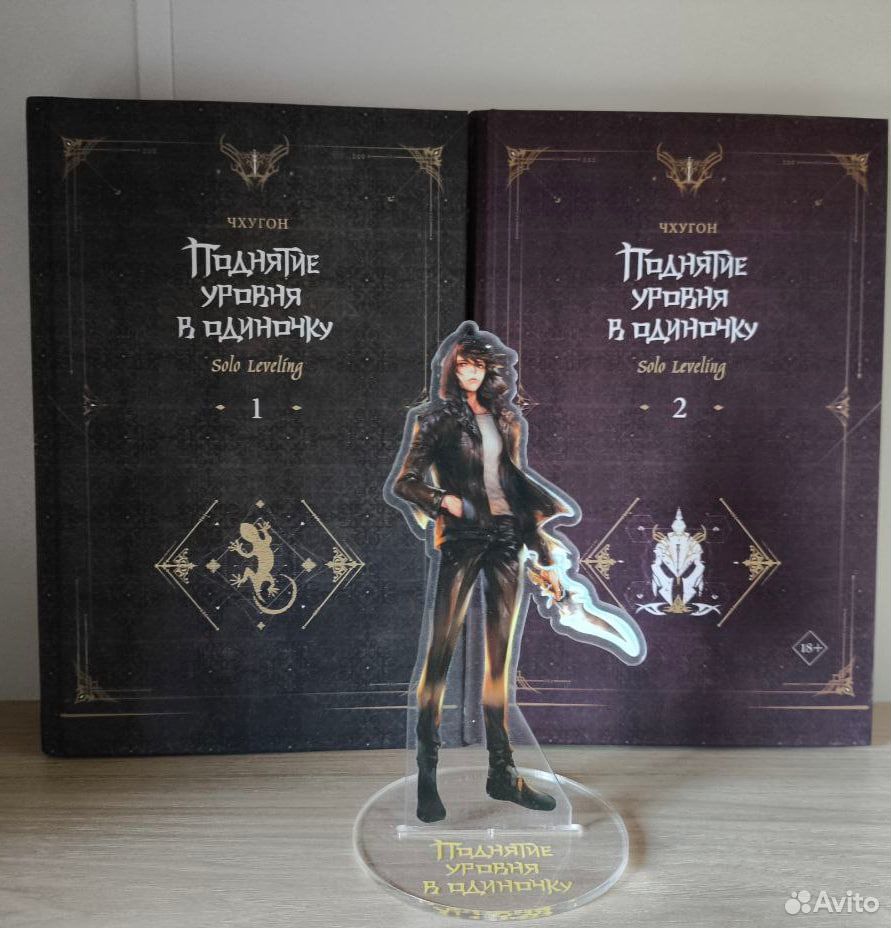 ЧХУГОН
Поднятие
уровня
в одиночку
Solo Leveling
1
ЧХУГОН
Поднятие
уровня
в одиночку
Solo Leveling
2
18+
Поднятие
уровня
в одиночку
Avito